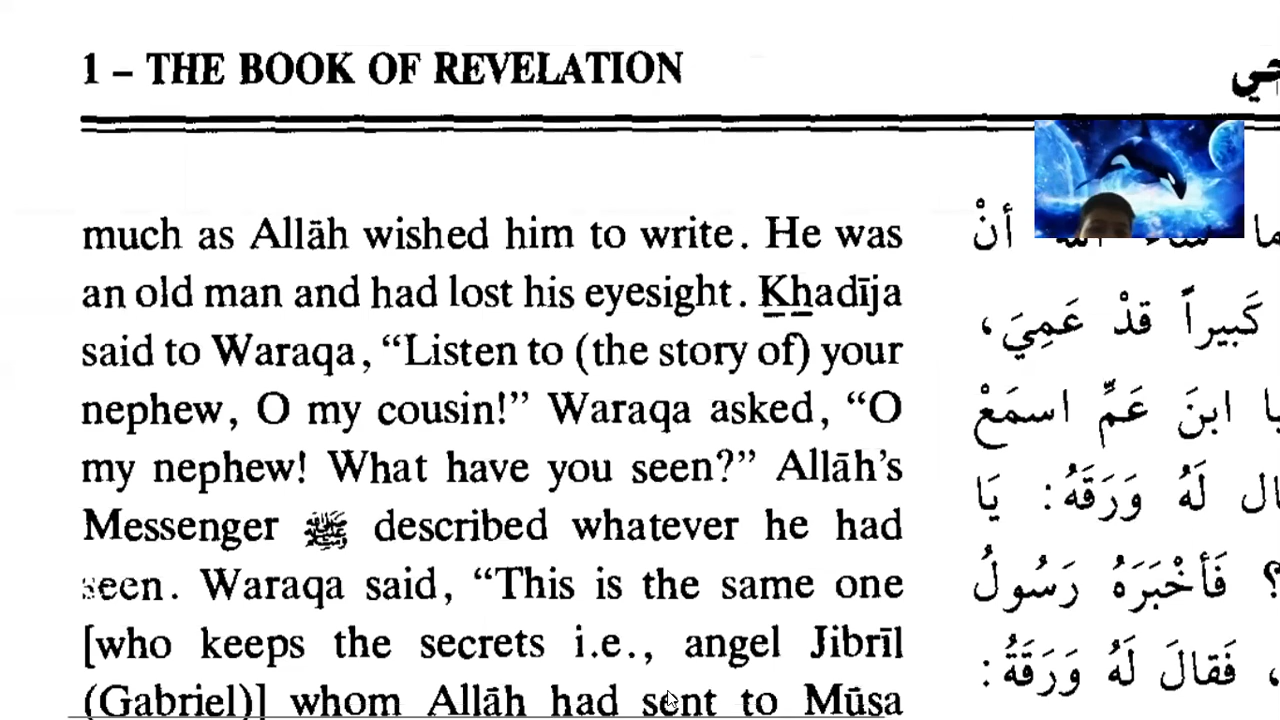 1 – THE BOOK OF REVELATION
much as Allāh wished him to write. He was
an old man and had lost his eyesight. Khadīja
said to Waraqa, “Listen to (the story of) your
nephew, O my cousin!” Waraqa asked, “O
my nephew! What have you seen?” Allāh’s
Messenger ﷺ described whatever he had
seen. Waraqa said, “This is the same one
[who keeps the secrets i.e., angel Jibrīl
(Gabriel)] whom Allāh had sent to Mūsa
أنْ
كَبيراً قدْ عَمِيَ،
ابنَ عَمِّ اسمَعْ
لَهُ وَرَقَهُ: يَا
؟ فَأَخْبَرَهُ رَسُولُ
، فَقالَ لَهُ وَرَقَةُ: